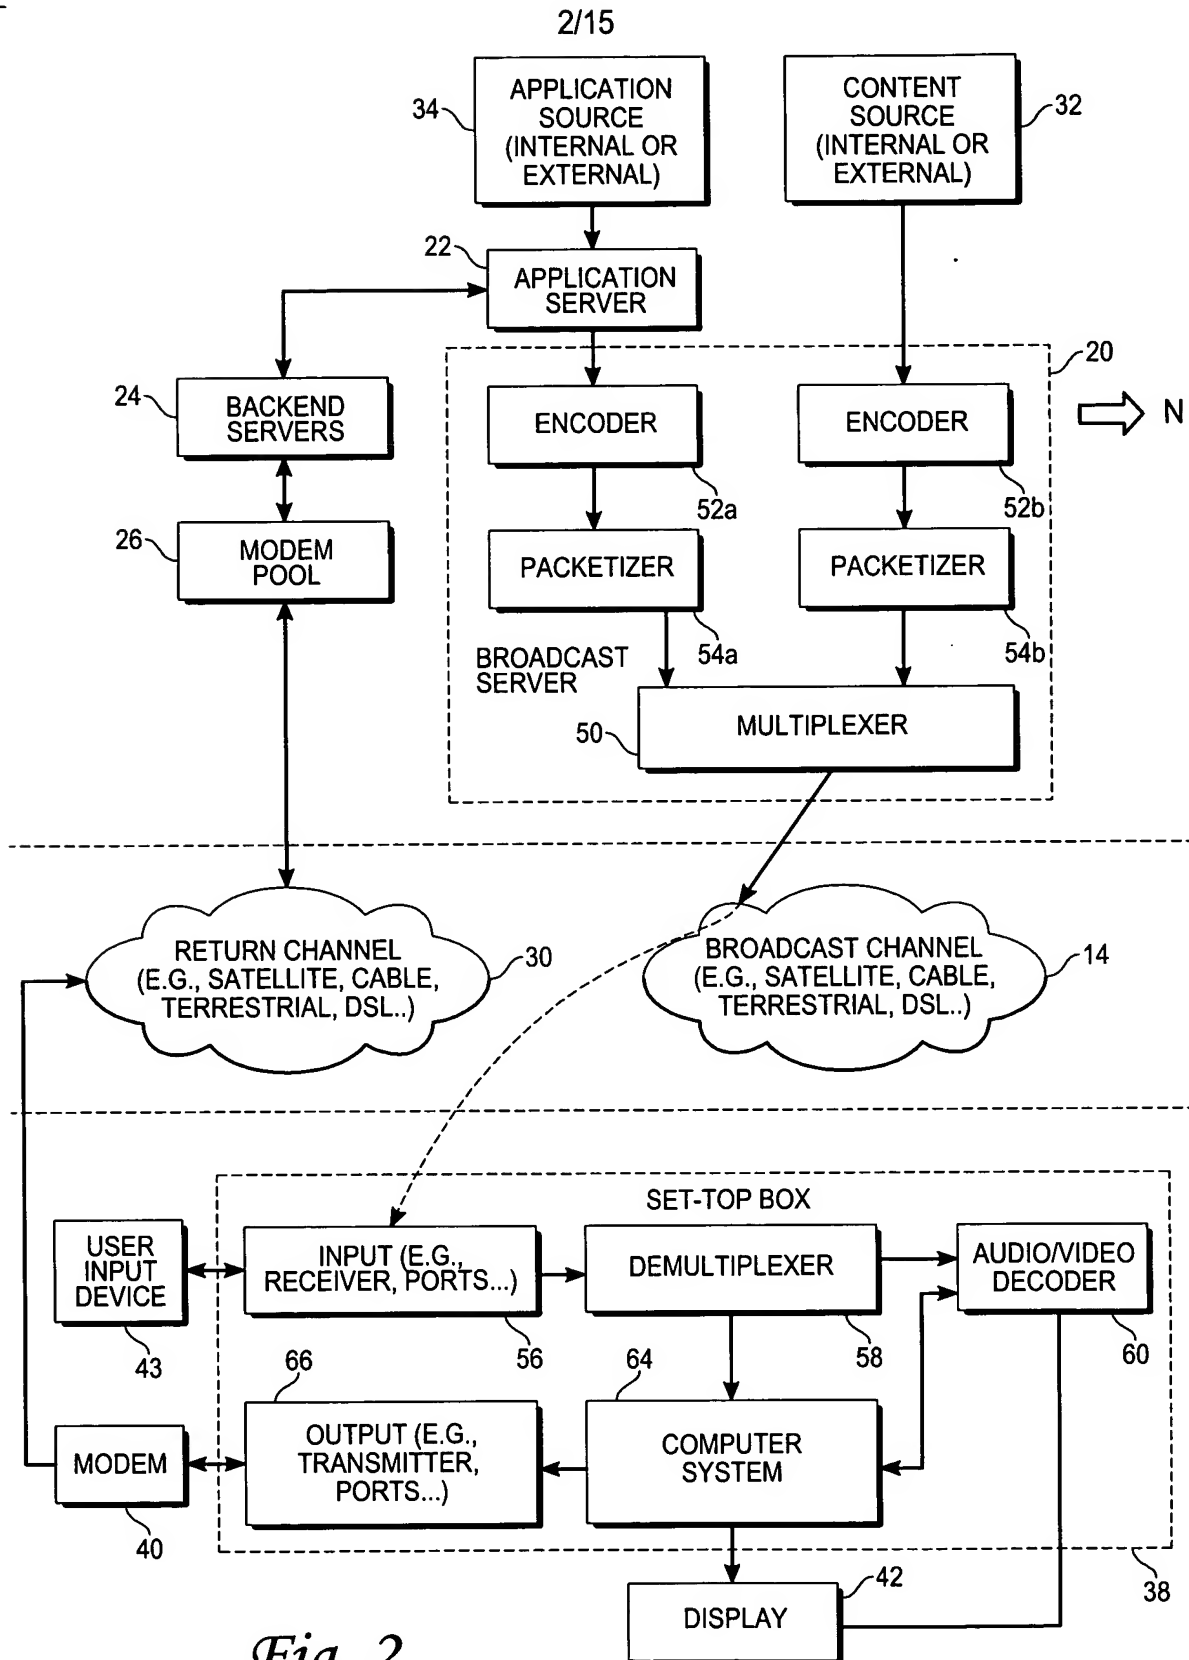 2/15
APPLICATION
SOURCE
(INTERNAL OR
EXTERNAL)
34
CONTENT
SOURCE
(INTERNAL OR
EXTERNAL)
32
22
APPLICATION
SERVER
20
N
24
BACKEND
SERVERS
ENCODER
52a
ENCODER
52b
26
MODEM
POOL
PACKETIZER
54a
PACKETIZER
54b
BROADCAST
SERVER
50
MULTIPLEXER
RETURN CHANNEL
(E.G., SATELLITE, CABLE,
TERRESTRIAL, DSL..)
30
BROADCAST CHANNEL
(E.G., SATELLITE, CABLE,
TERRESTRIAL, DSL..)
14
SET-TOP BOX
USER
INPUT
DEVICE
43
INPUT (E.G.,
RECEIVER, PORTS...)
56
DEMULTIPLEXER
58
AUDIO/VIDEO
DECODER
60
66
64
MODEM
40
OUTPUT (E.G.,
TRANSMITTER,
PORTS...)
COMPUTER
SYSTEM
38
42
DISPLAY
Fig. 2